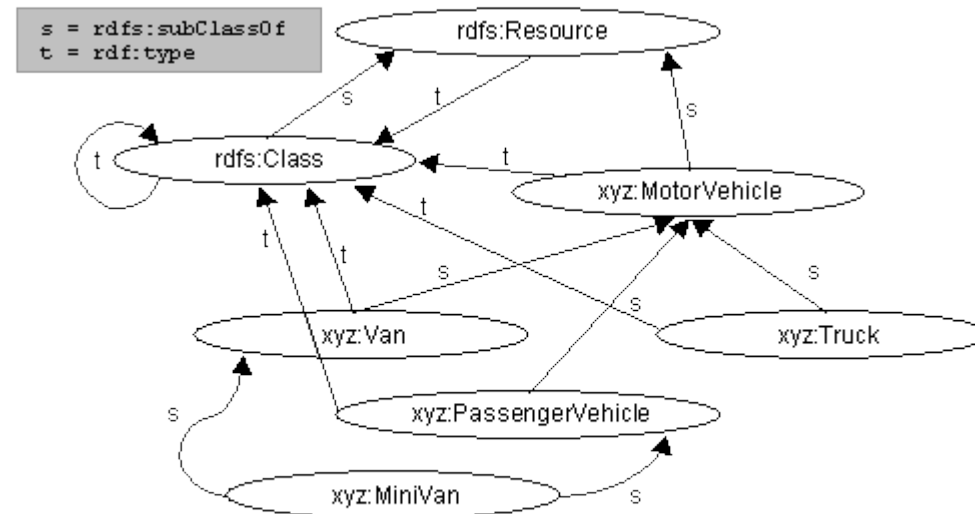 s = rdfs:subClassOf
t = rdf:type
rdfs:Resource
s
t
s
t
rdfs:Class
t
xyz:MotorVehicle
t
t
t
s
s
s
xyz:Van
xyz:Truck
s
xyz:PassengerVehicle
xyz:MiniVan
s